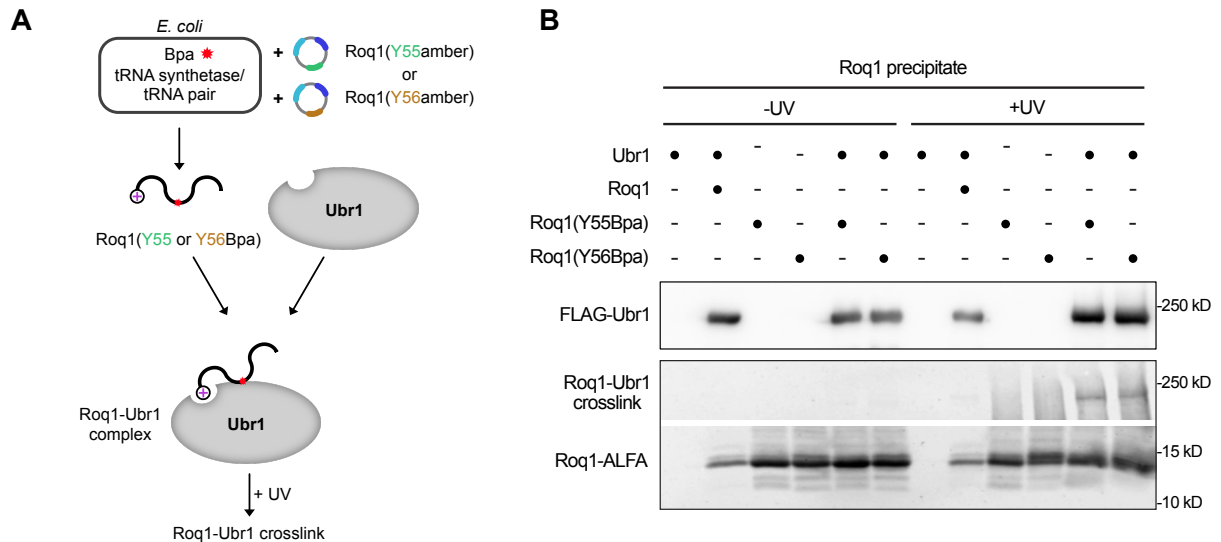 A
E. coli
Bpa
tRNA synthetase/
tRNA pair
+ Roq1(Y55amber)
or
+ Roq1(Y56amber)
+
Ubr1
Roq1(Y55 or Y56Bpa)
+
Roq1-Ubr1
complex
Ubr1
+ UV
Roq1-Ubr1 crosslink
B
Roq1 precipitate
-UV +UV
Ubr1 ● ● - - ● ● ● ● - - ● ●
Roq1 - ● - - - - - ● - - - -
Roq1(Y55Bpa) - - ● - ● - - - ● - ● -
Roq1(Y56Bpa) - - - ● - ● - - - ● - ●
FLAG-Ubr1 -250 kD
Roq1-Ubr1
crosslink
-250 kD
Roq1-ALFA
-15 kD
-10 kD